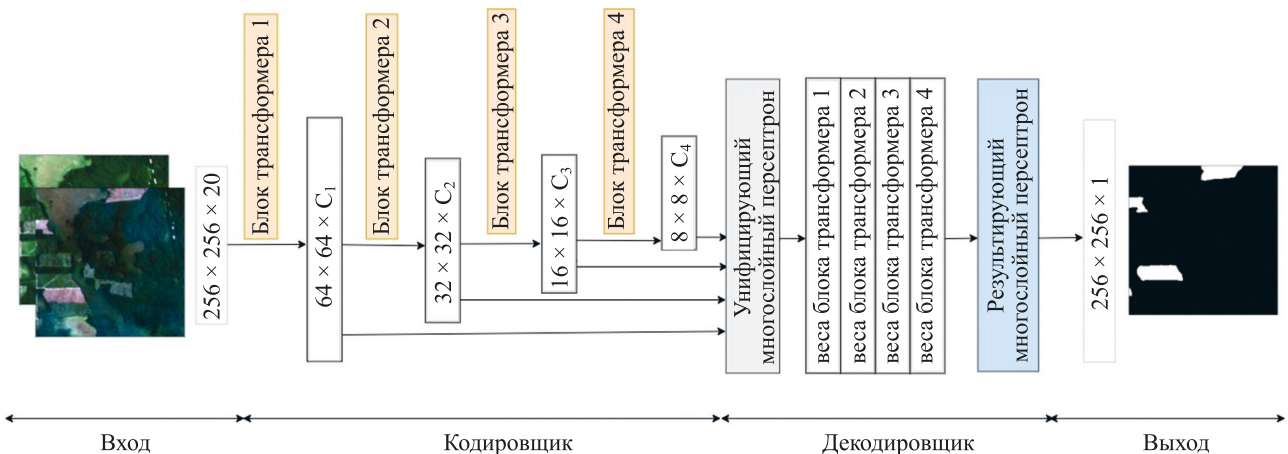 256 × 256 × 20
Блок трансформера 1
64 × 64 × C₁
Блок трансформера 2
32 × 32 × C₂
Блок трансформера 3
16 × 16 × C₃
Блок трансформера 4
8 × 8 × C₄
Унифицирующий
многослойный персептрон
веса блока трансформера 1
веса блока трансформера 2
веса блока трансформера 3
веса блока трансформера 4
Результирующий
многослойный персептрон
256 × 256 × 1
Вход
Кодировщик
Декодировщик
Выход